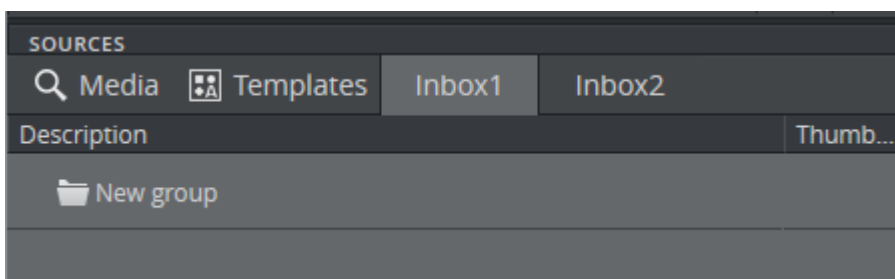 SOURCES
Media Templates Inbox1 Inbox2
Description Thumb...
New group